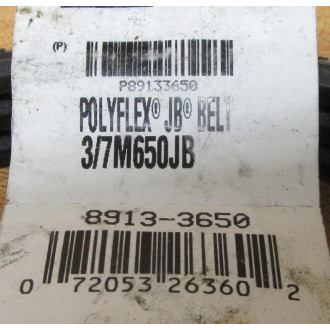 (P)
P89133650
POLYFLEX® JB® BELT
3/7M650JB
8913-3650
0 72053 26360 2